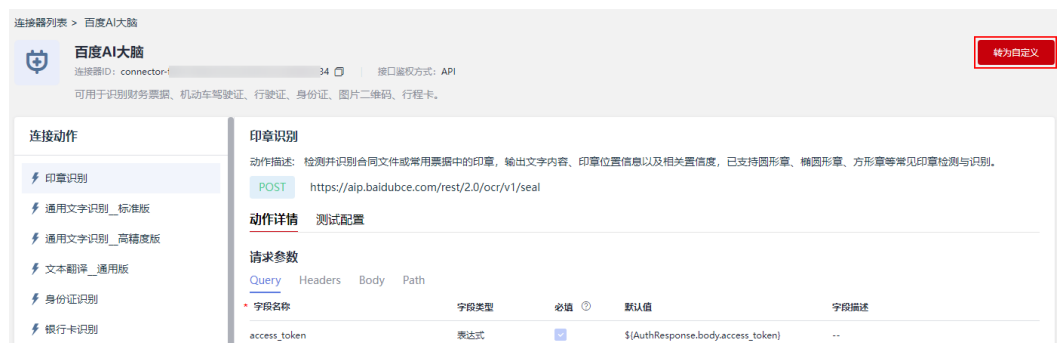 连接器列表 > 百度AI大脑
百度AI大脑
转为自定义
连接器ID： connector- 34 接口鉴权方式：API
可用于识别财务票据、机动车驾驶证、行驶证、身份证、图片二维码、行程卡。
连接动作
印章识别
通用文字识别__标准版
通用文字识别__高精度版
文本翻译__通用版
身份证识别
银行卡识别
印章识别
动作描述: 检测并识别合同文件或常用票据中的印章，输出文字内容、印章位置信息以及相关置信度，已支持圆形章、椭圆形章、方形章等常见印章检测与识别。
POST https://aip.baidubce.com/rest/2.0/ocr/v1/seal
动作详情 测试配置
请求参数
Query Headers Body Path
* 字段名称 字段类型 必填 ? 默认值 字段描述
access_token 表达式 ${AuthResponse.body.access_token} --